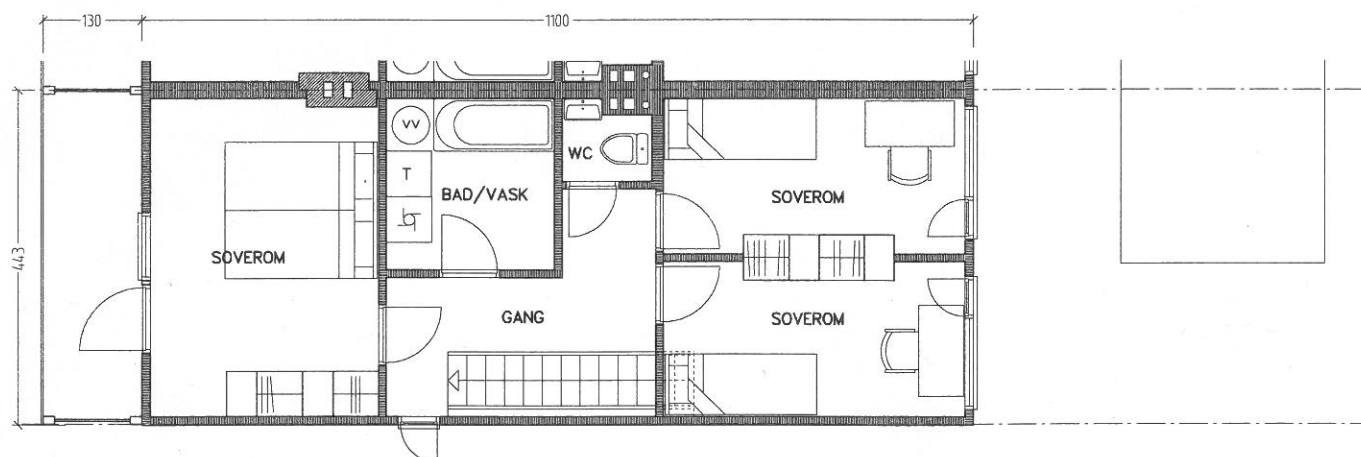 130
1100
443
VV
T
WC
BAD/VASK
SOVEROM
SOVEROM
GANG
SOVEROM